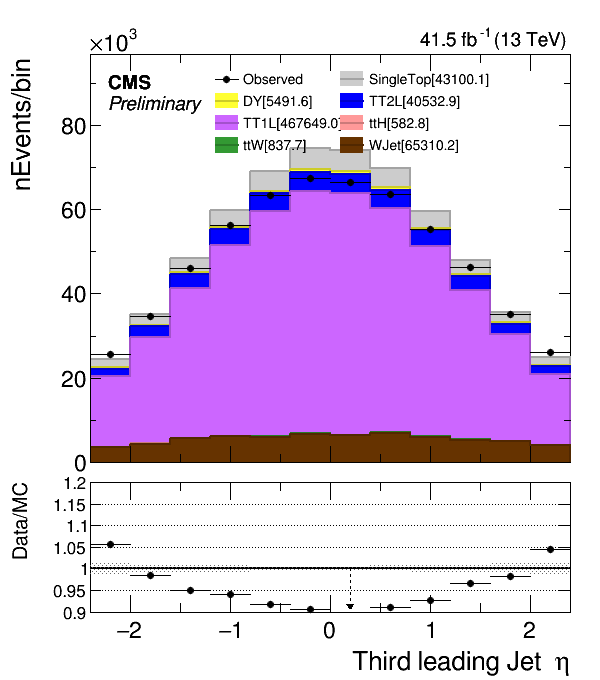 ×10³
41.5 fb⁻¹ (13 TeV)
nEvents/bin
CMS
Preliminary
Observed
SingleTop[43100.1]
DY[5491.6]
TT2L[40532.9]
TT1L[467649.0]
ttH[582.8]
ttW[837.7]
WJet[65310.2]
80
60
40
20
0
Data/MC
1.2
1.15
1.1
1.05
1
0.95
0.9
−2
−1
0
1
2
Third leading Jet η